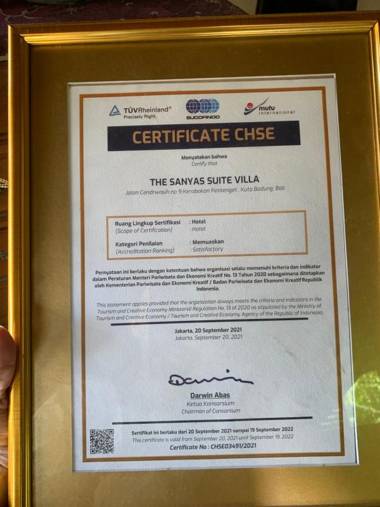 TÜVRheinland®
Precisely Right.
SUCOFINDO
mutu
international
CERTIFICATE CHSE
Menyatakan bahwa
Certify that
THE SANYAS SUITE VILLA
Jalan Cendrwasih no 9 Kerobokan Petitenget , Kuta Badung Bali
Ruang Lingkup Sertifikasi : Hotel
(Scope of Certification) : Hotel
Kategori Penilaian : Memuaskan
(Accreditation Ranking) : Satisfactory
Pernyataan ini berlaku dengan ketentuan bahwa organisasi selalu memenuhi kriteria dan indikator
dalam Peraturan Menteri Pariwisata dan Ekonomi Kreatif No. 13 Tahun 2020 sebagaimana ditetapkan
oleh Kementerian Pariwisata dan Ekonomi Kreatif / Badan Pariwisata dan Ekonomi Kreatif Republik
Indonesia.
This statement applies provided that the organization always meets the criteria and indicators in the
Tourism and Creative Economy Ministerial Regulation No. 13 of 2020 as stipulated by the Ministry of
Tourism and Creative Economy / Tourism and Creative Economy Agency of the Republic of Indonesia.
Jakarta, 20 September 2021
Jakarta, September 20, 2021
Darwin Abas
Ketua Konsorsium
Chairman of Consortium
Sertifikat ini berlaku dari 20 September 2021 sampai 19 September 2022
This certificate is valid from September 20, 2021 until September 19, 2022
Certificate No : CHSE03491/2021